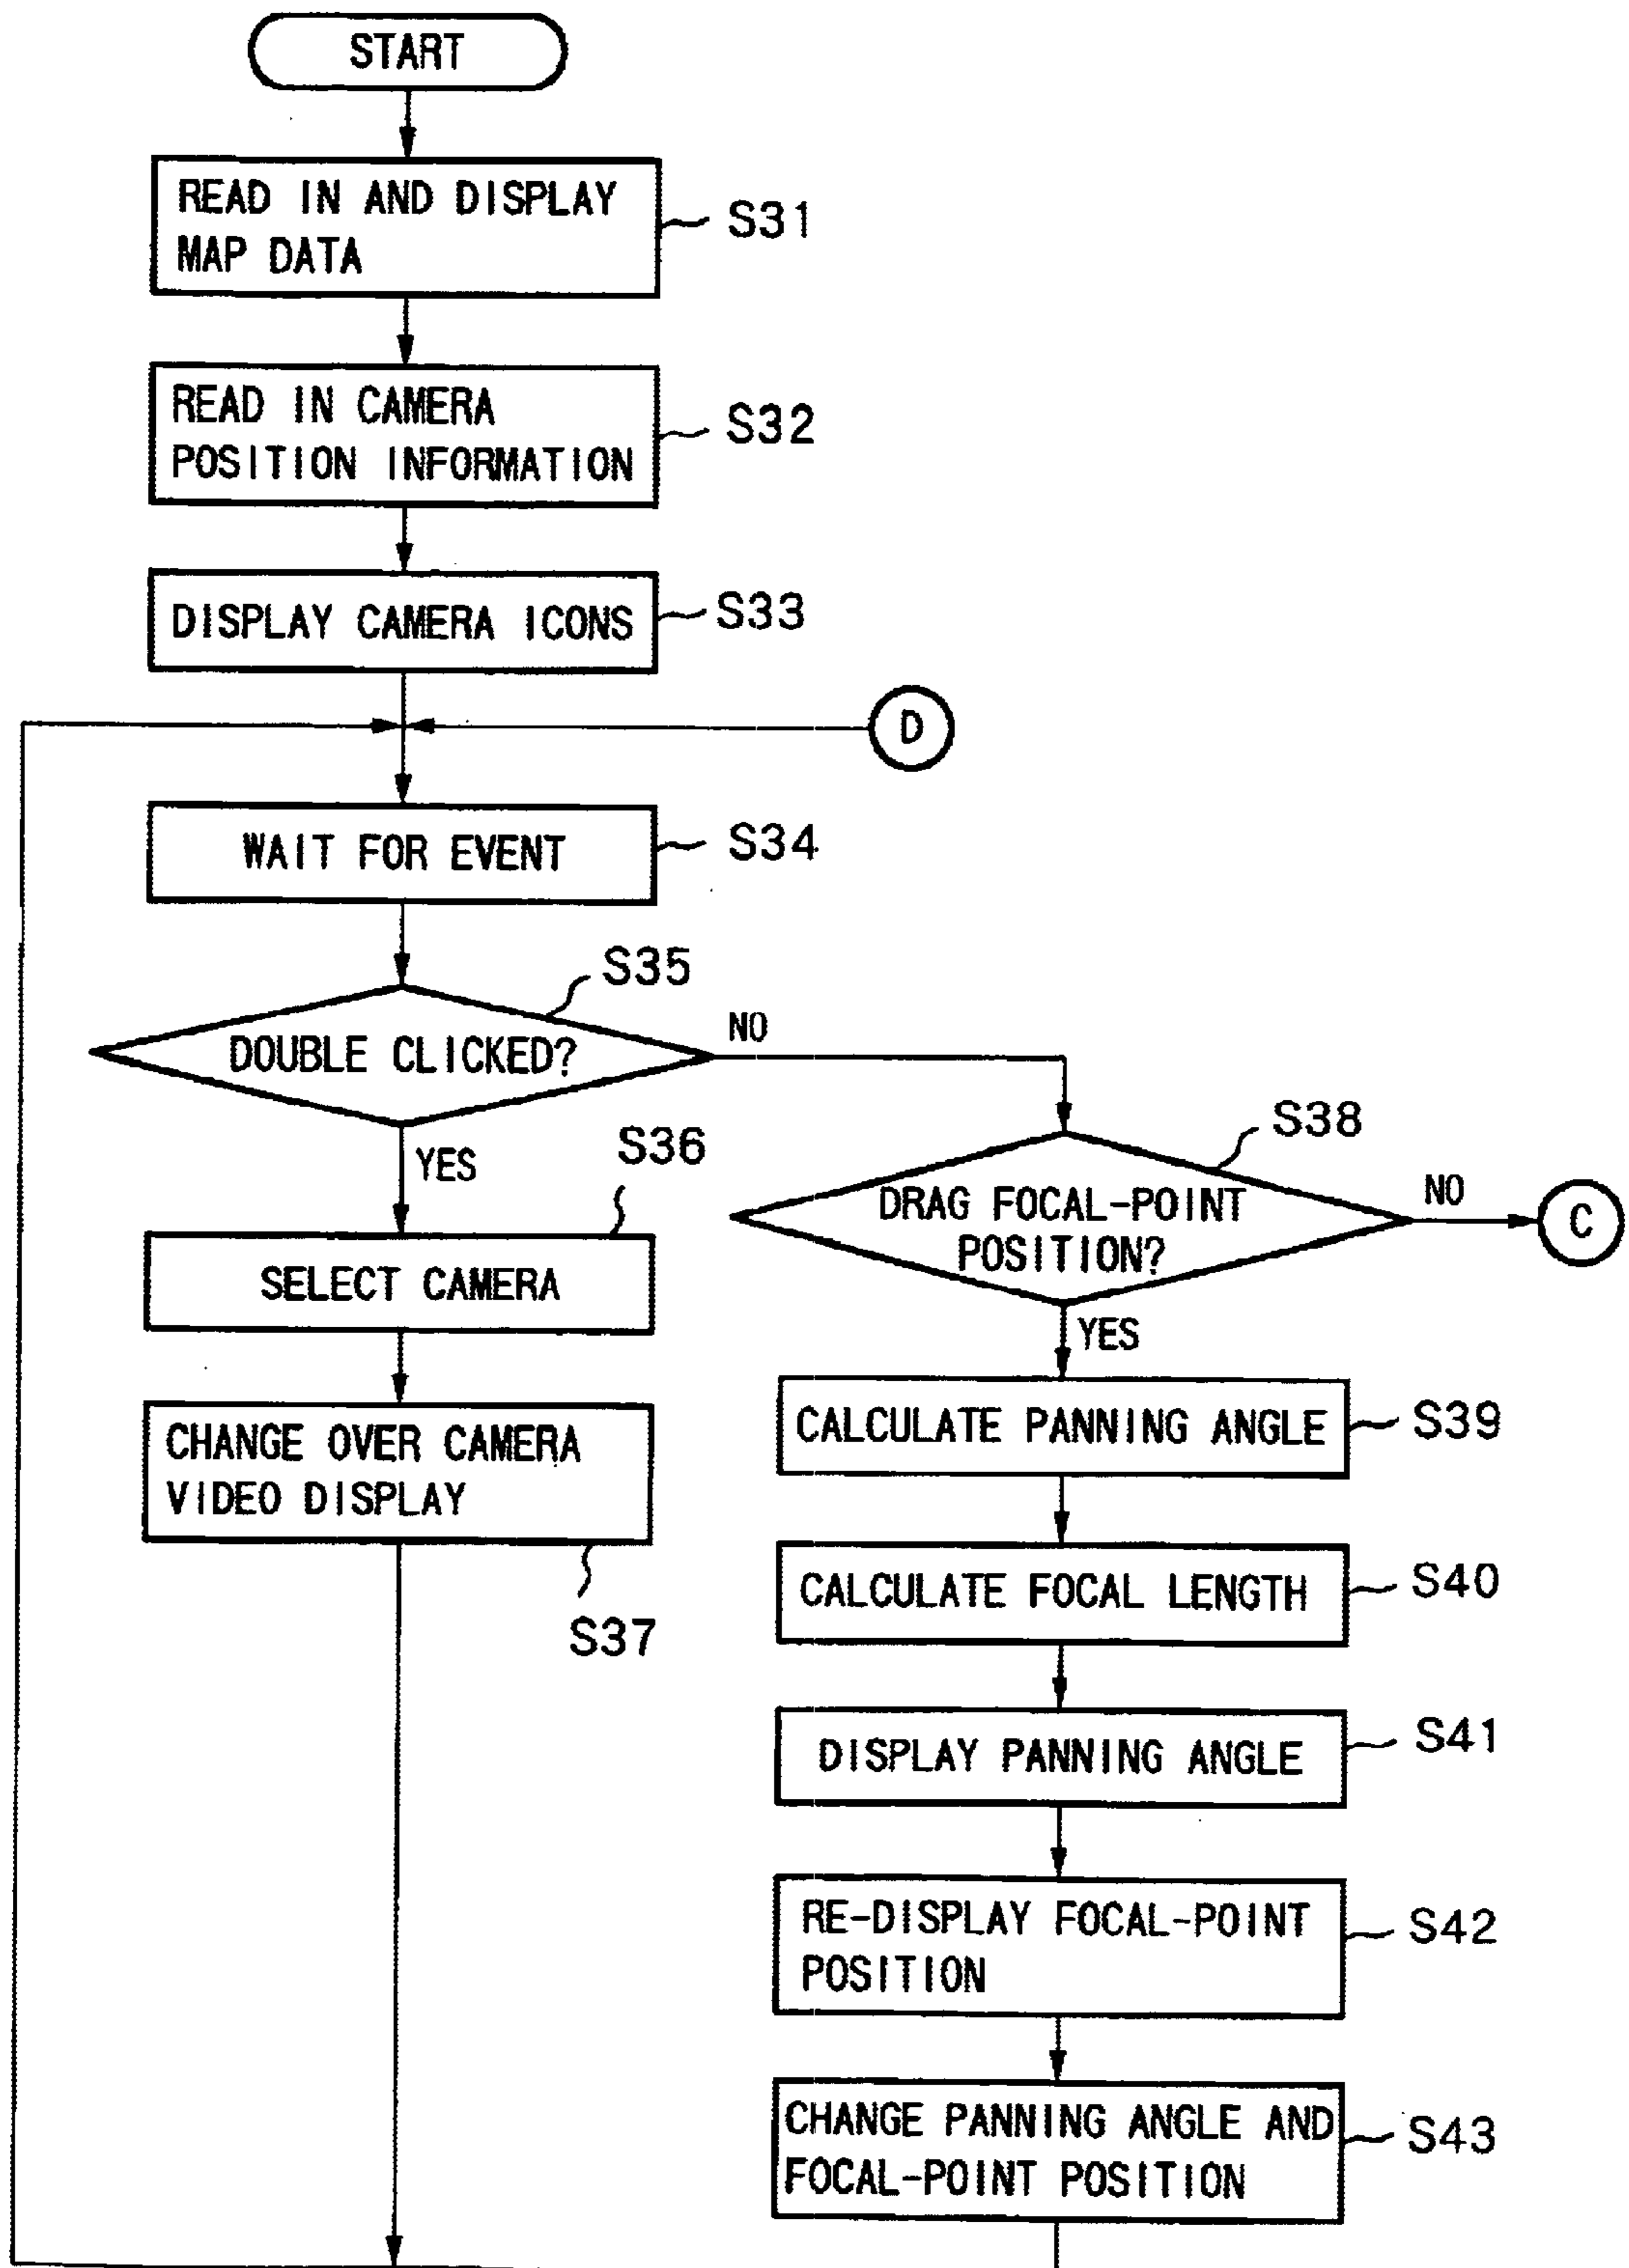 START
READ IN AND DISPLAY
MAP DATA
S31
READ IN CAMERA
POSITION INFORMATION
S32
DISPLAY CAMERA ICONS
S33
D
WAIT FOR EVENT
S34
S35
DOUBLE CLICKED?
NO
YES
S36
SELECT CAMERA
CHANGE OVER CAMERA
VIDEO DISPLAY
S37
S38
DRAG FOCAL-POINT
POSITION?
NO
C
YES
CALCULATE PANNING ANGLE
S39
CALCULATE FOCAL LENGTH
S40
DISPLAY PANNING ANGLE
S41
RE-DISPLAY FOCAL-POINT
POSITION
S42
CHANGE PANNING ANGLE AND
FOCAL-POINT POSITION
S43